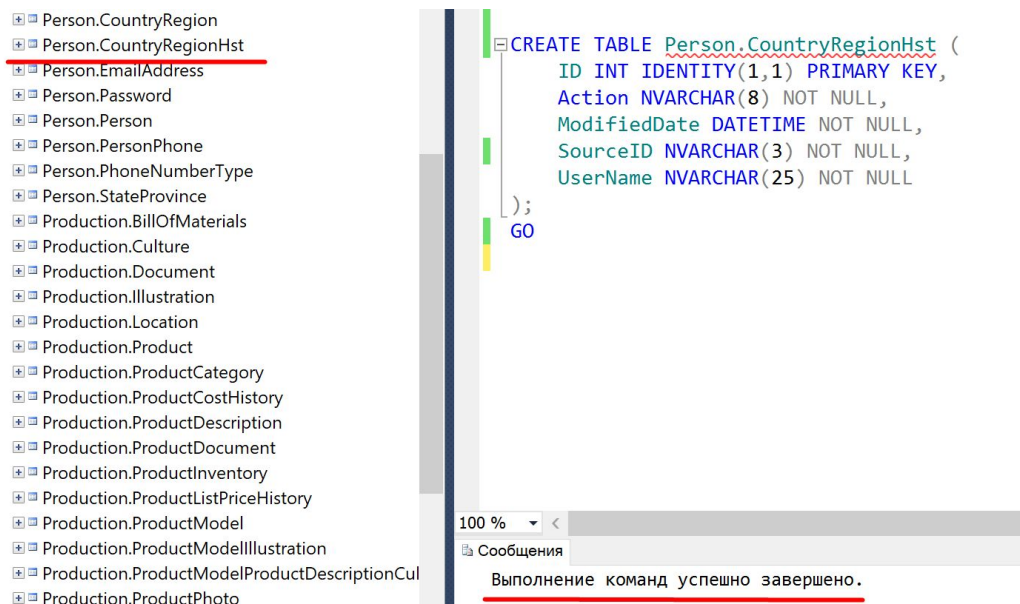 Person.CountryRegion
Person.CountryRegionHst
Person.EmailAddress
Person.Password
Person.Person
Person.PersonPhone
Person.PhoneNumberType
Person.StateProvince
Production.BillOfMaterials
Production.Culture
Production.Document
Production.Illustration
Production.Location
Production.Product
Production.ProductCategory
Production.ProductCostHistory
Production.ProductDescription
Production.ProductDocument
Production.ProductInventory
Production.ProductListPriceHistory
Production.ProductModel
Production.ProductModelIllustration
Production.ProductModelProductDescriptionCul
Production.ProductPhoto
CREATE TABLE Person.CountryRegionHst (
ID INT IDENTITY(1,1) PRIMARY KEY,
Action NVARCHAR(8) NOT NULL,
ModifiedDate DATETIME NOT NULL,
SourceID NVARCHAR(3) NOT NULL,
UserName NVARCHAR(25) NOT NULL
);
GO
100 %
Сообщения
Выполнение команд успешно завершено.